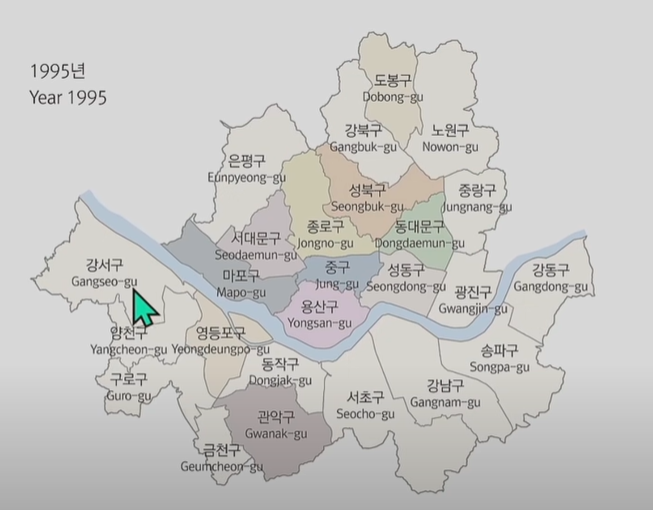 1995년
Year 1995
도봉구
Dobong-gu
강북구
Gangbuk-gu
노원구
Nowon-gu
은평구
Eunpyeong-gu
성북구
Seongbuk-gu
중랑구
Jungnang-gu
종로구
Jongno-gu
동대문구
Dongdaemun-gu
서대문구
Seodaemun-gu
마포구
Mapo-gu
중구
Jung-gu
성동구
Seongdong-gu
강서구
Gangseo-gu
광진구
Gwangjin-gu
강동구
Gangdong-gu
용산구
Yongsan-gu
양천구
Yangcheon-gu
영등포구
Yeongdeungpo-gu
동작구
Dongjak-gu
송파구
Songpa-gu
구로구
Guro-gu
서초구
Seocho-gu
강남구
Gangnam-gu
관악구
Gwanak-gu
금천구
Geumcheon-gu